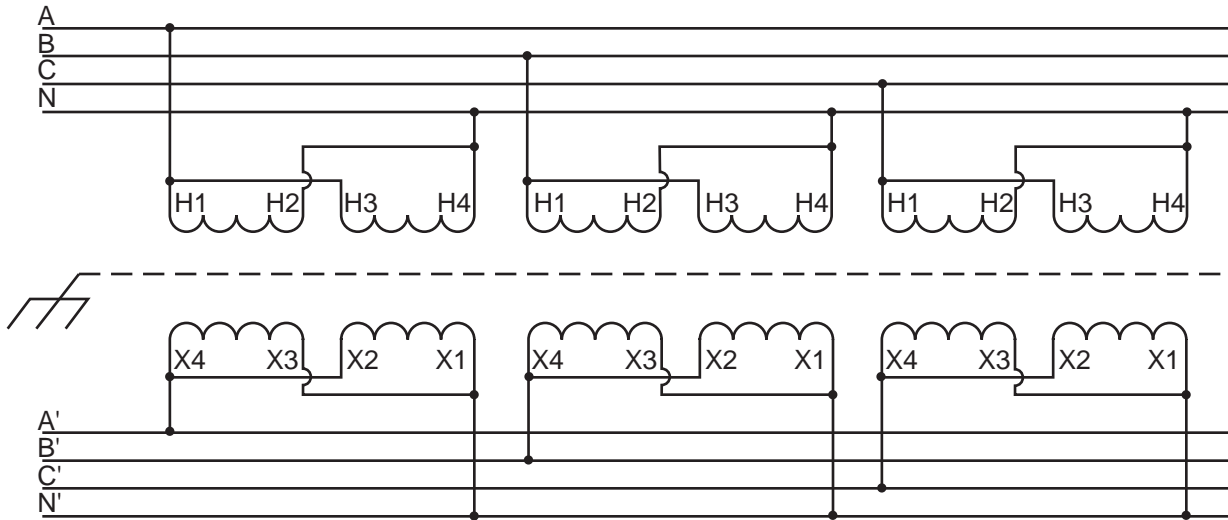 A
B
C
N
H1 H2 H3 H4 H1 H2 H3 H4 H1 H2 H3 H4
X4 X3 X2 X1 X4 X3 X2 X1 X4 X3 X2 X1
A'
B'
C'
N'